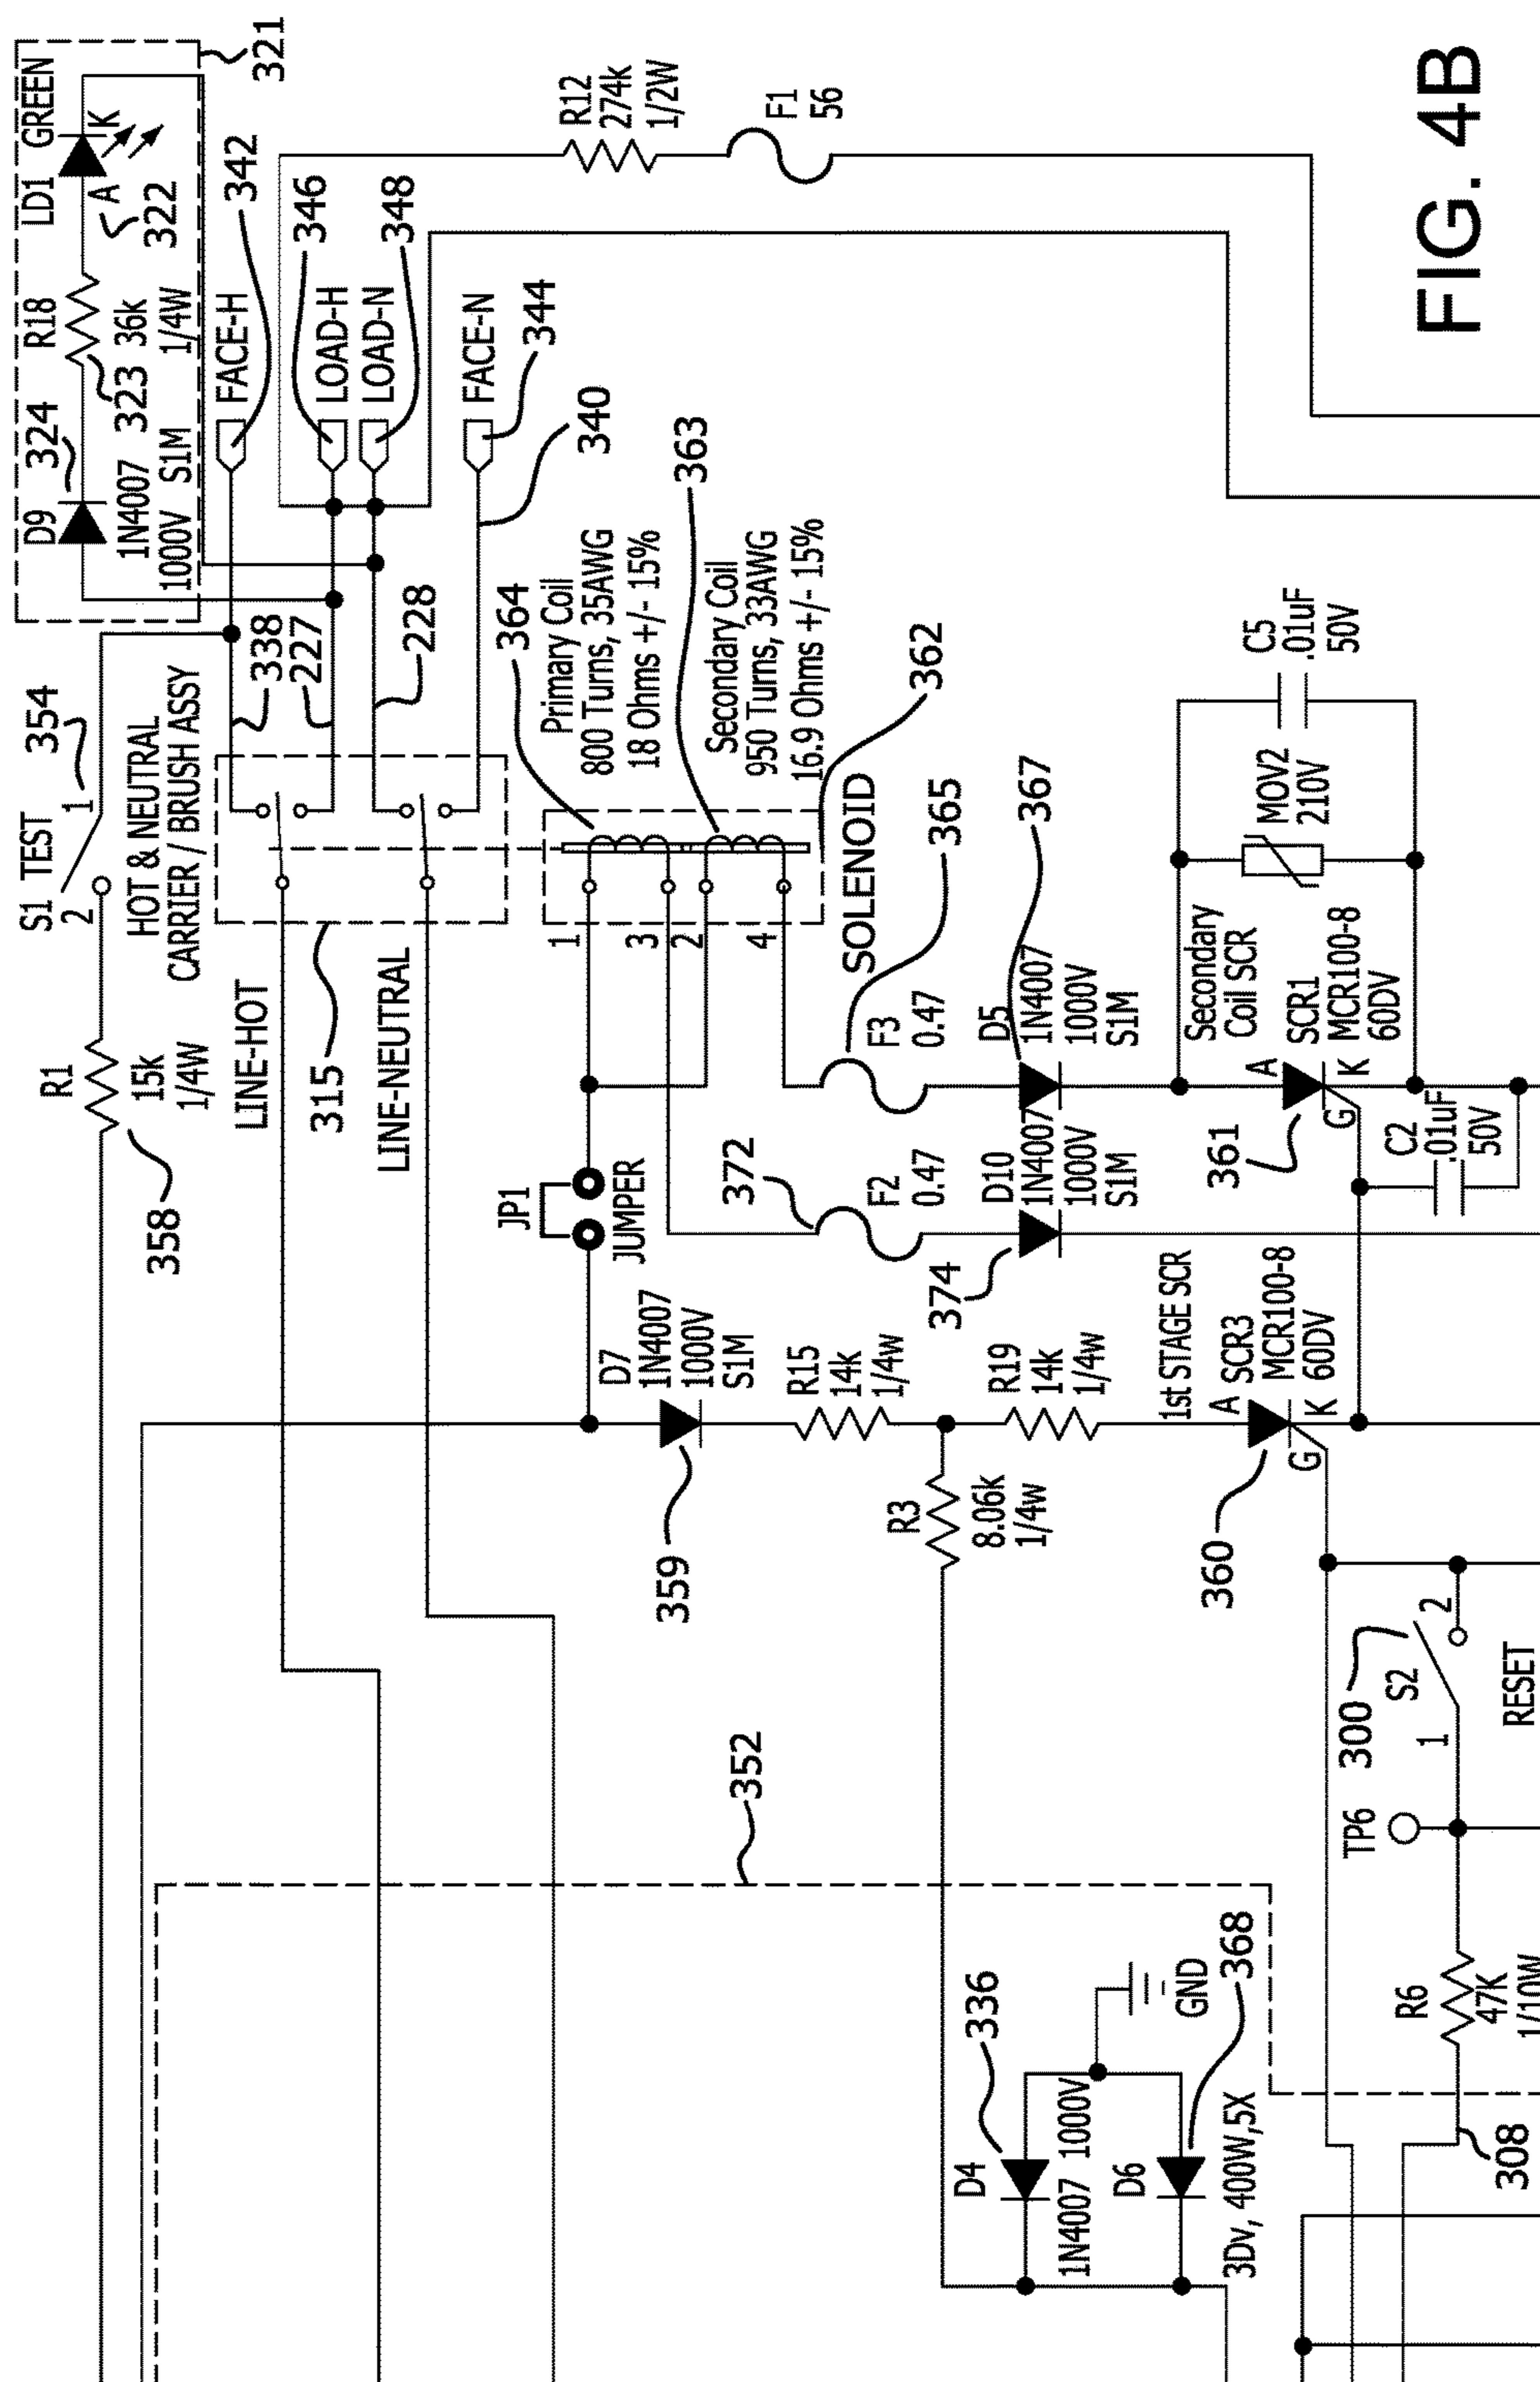 FIG. 4B
321
LD1 GREEN
A
K
322
R18
36k
1/4W
323
D9
324
1N4007
1000V S1M
342
346
348
344
340
FACE-H
LOAD-H
LOAD-N
FACE-N
R12
274k
1/2W
F1
56
354
S1 TEST
1
2
HOT & NEUTRAL
CARRIER / BRUSH ASSY
338
227
228
R1
15k
1/4W
358
LINE-HOT
315
LINE-NEUTRAL
364
Primary Coil
800 Turns, 35AWG
18 Ohms +/- 15%
363
Secondary Coil
950 Turns, 33AWG
16.9 Ohms +/- 15%
362
SOLENOID
1
3
2
4
365
F3
0.47
367
D5
1N4007
1000V
S1M
372
F2
0.47
374
D10
1N4007
1000V
S1M
JP1
JUMPER
D7
1N4007
1000V
S1M
359
R15
14k
1/4w
R19
14k
1/4w
R3
8.06k
1/4w
1st STAGE SCR
A
SCR3
MCR100-8
60DV
K
G
360
Secondary
Coil SCR
A
SCR1
MCR100-8
60DV
K
G
361
MOV2
210V
C5
.01uF
50V
C2
.01uF
50V
300
S2
1
2
RESET
TP6
R6
47K
1/10W
308
352
336
D4
1N4007 1000V
GND
368
D6
3Dv, 400W,5X